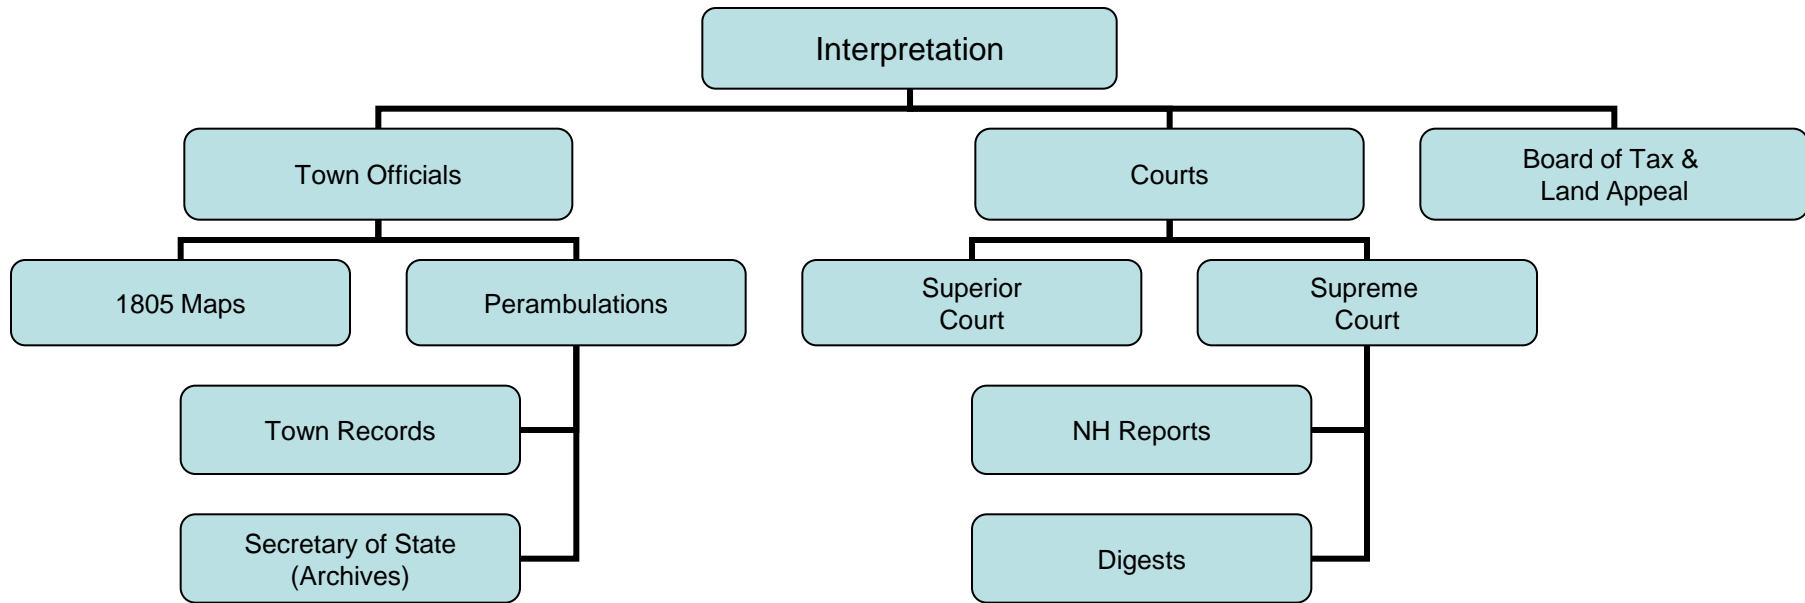 Interpretation
Town Officials
Courts
Board of Tax &
Land Appeal
1805 Maps
Perambulations
Superior
Court
Supreme
Court
Town Records
NH Reports
Secretary of State
(Archives)
Digests